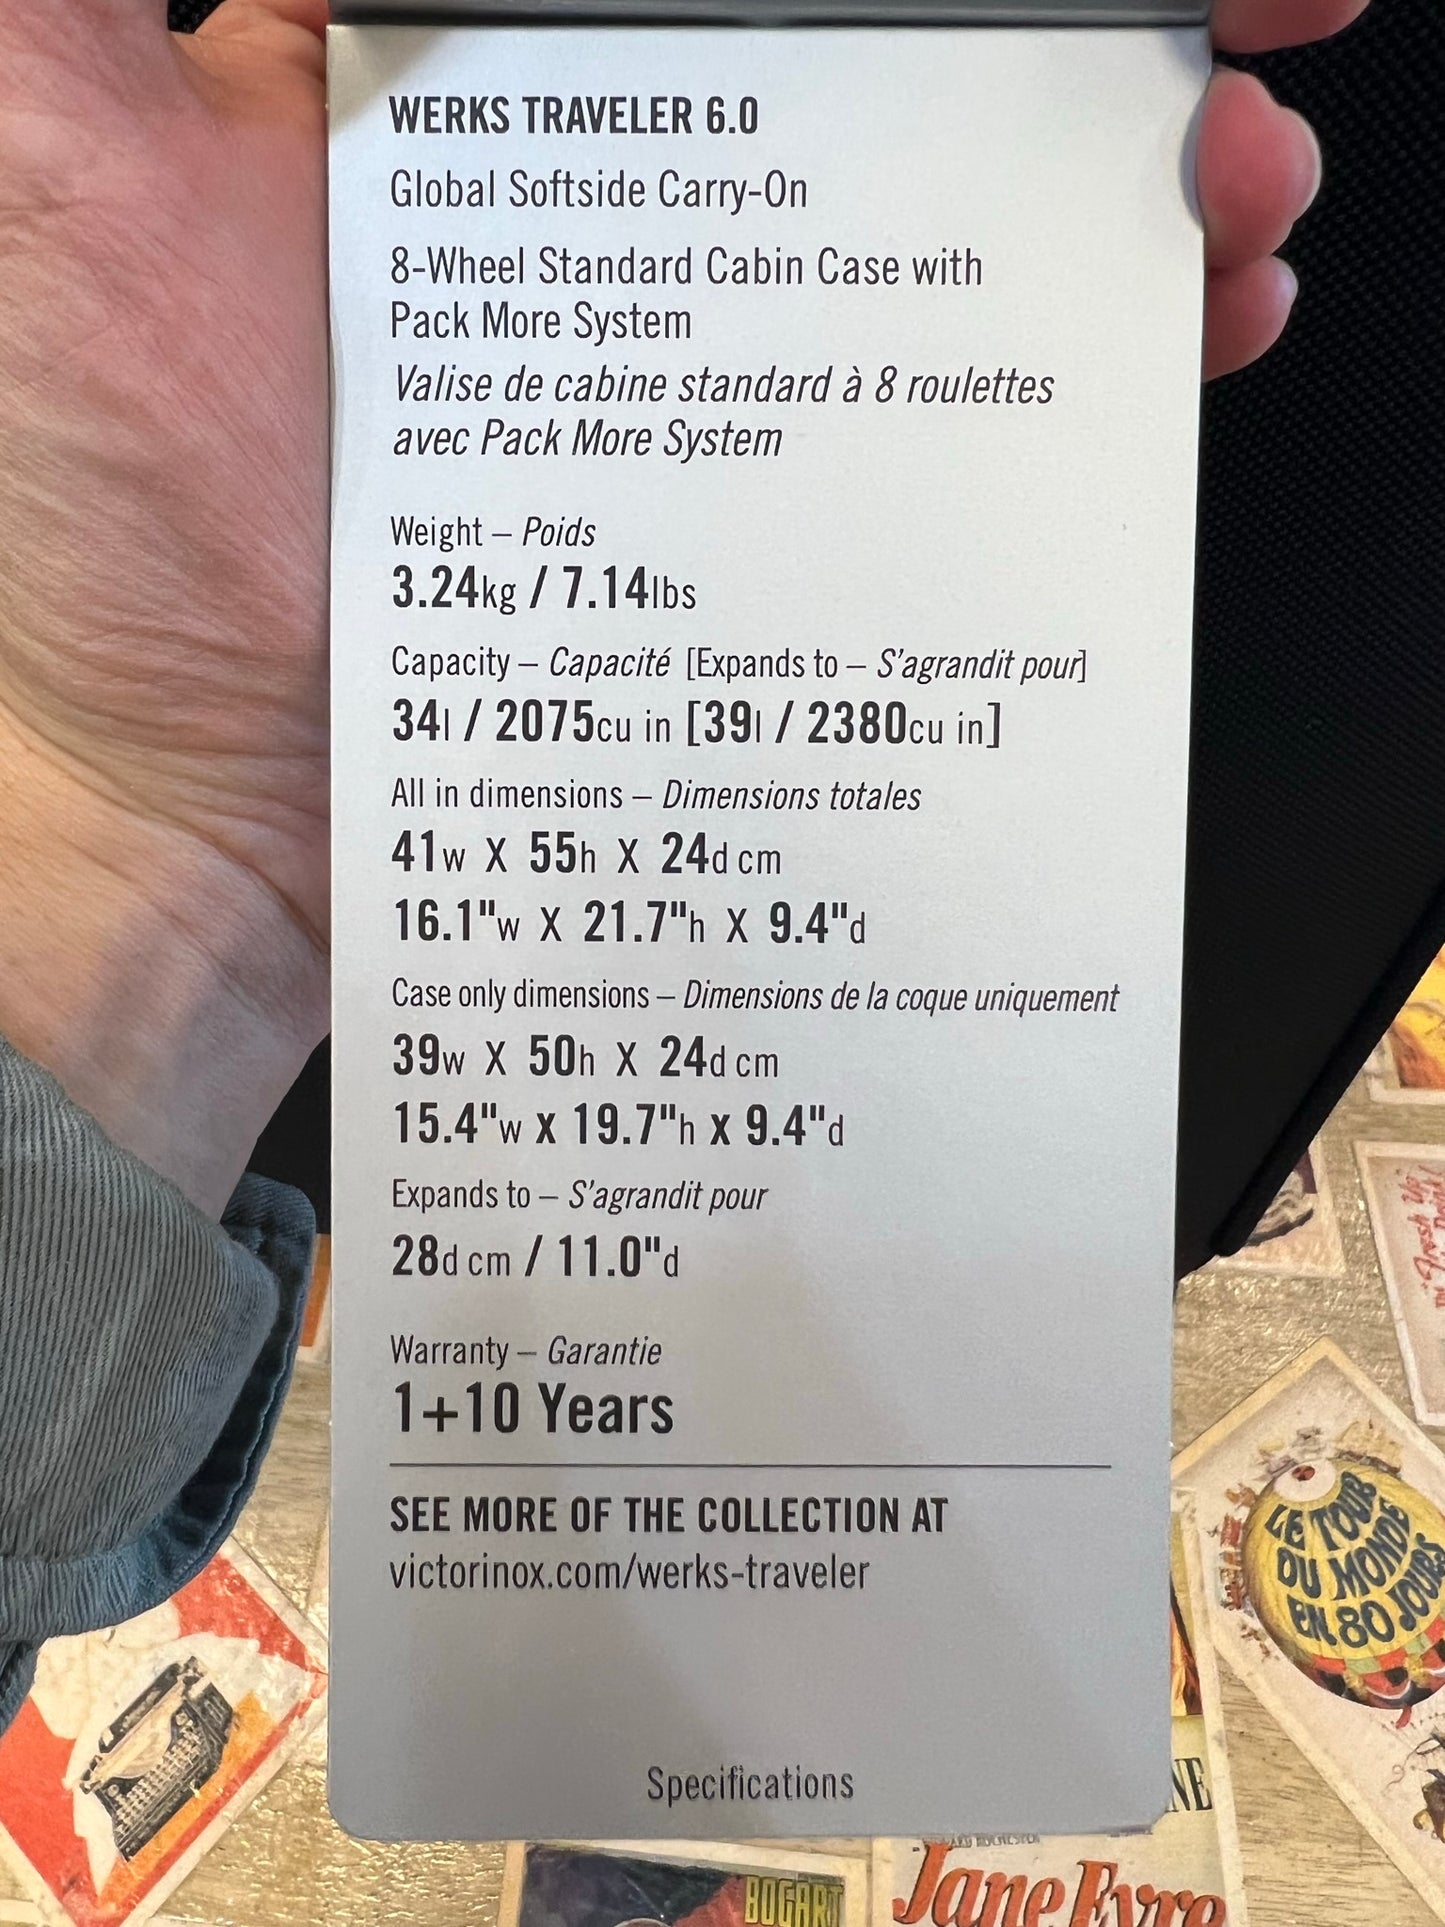 WERKS TRAVELER 6.0
Global Softside Carry-On
8-Wheel Standard Cabin Case with
Pack More System
Valise de cabine standard à 8 roulettes
avec Pack More System
Weight – Poids
3.24kg / 7.14lbs
Capacity – Capacité [Expands to – S'agrandit pour]
34l / 2075cu in [39l / 2380cu in]
All in dimensions – Dimensions totales
41w X 55h X 24d cm
16.1"w X 21.7"h X 9.4"d
Case only dimensions – Dimensions de la coque uniquement
39w X 50h X 24d cm
15.4"w x 19.7"h x 9.4"d
Expands to – S'agrandit pour
28d cm / 11.0"d
Warranty – Garantie
1+10 Years
SEE MORE OF THE COLLECTION AT
victorinox.com/werks-traveler
Specifications
"Fresh Up"
LE TOUR
DU MONDE
EN 80 JOURS
BOGART
Jane Eyre